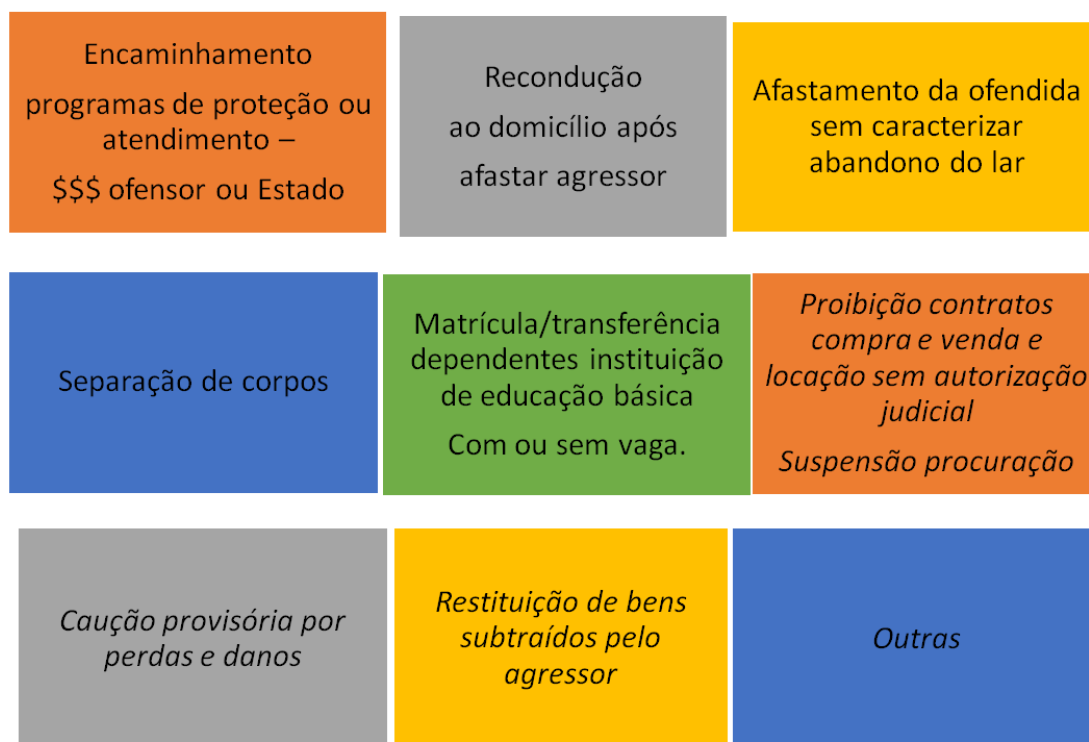 Encaminhamento
programas de proteção ou
atendimento –
$$$ ofensor ou Estado
Recondução
ao domicílio após
afastar agressor
Afastamento da ofendida
sem caracterizar
abandono do lar
Separação de corpos
Matrícula/transferência
dependentes instituição
de educação básica
Com ou sem vaga.
Proibição contratos
compra e venda e
locação sem autorização
judicial
Suspensão procuração
Caução provisória por
perdas e danos
Restituição de bens
subtraídos pelo
agressor
Outras